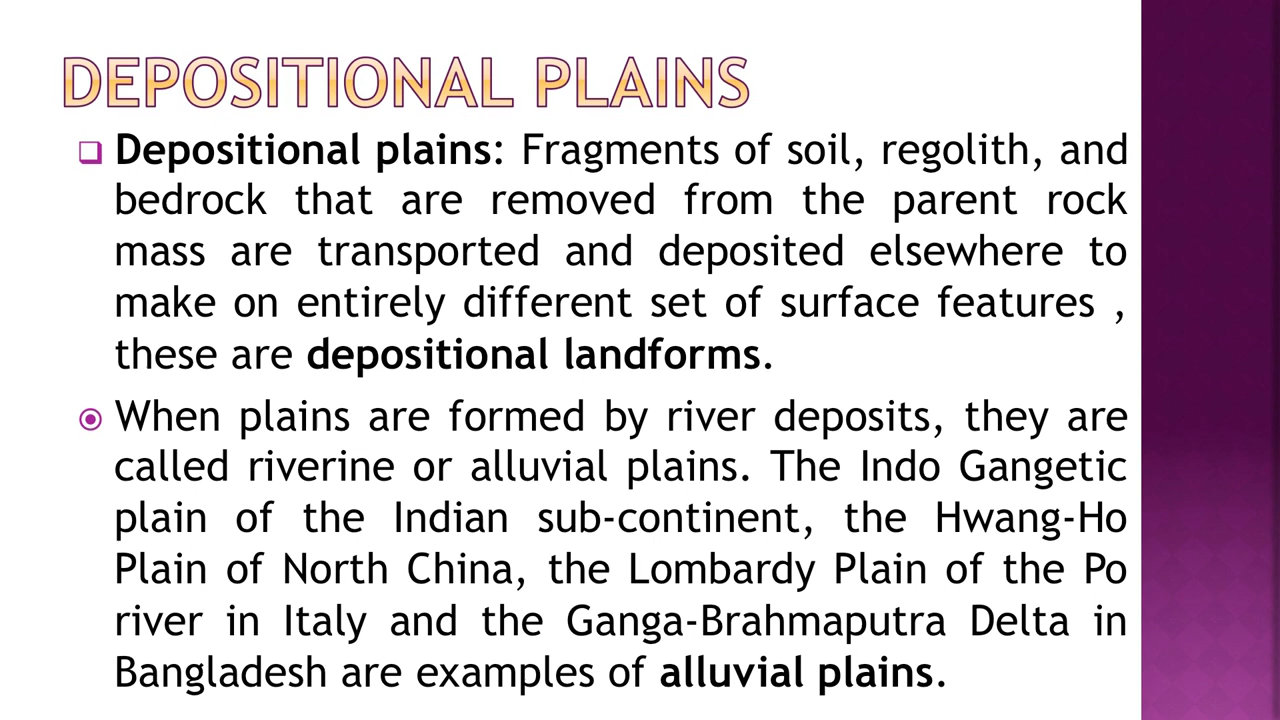 DEPOSITIONAL PLAINS
Depositional plains: Fragments of soil, regolith, and
bedrock that are removed from the parent rock
mass are transported and deposited elsewhere to
make on entirely different set of surface features ,
these are depositional landforms.
When plains are formed by river deposits, they are
called riverine or alluvial plains. The Indo Gangetic
plain of the Indian sub-continent, the Hwang-Ho
Plain of North China, the Lombardy Plain of the Po
river in Italy and the Ganga-Brahmaputra Delta in
Bangladesh are examples of alluvial plains.